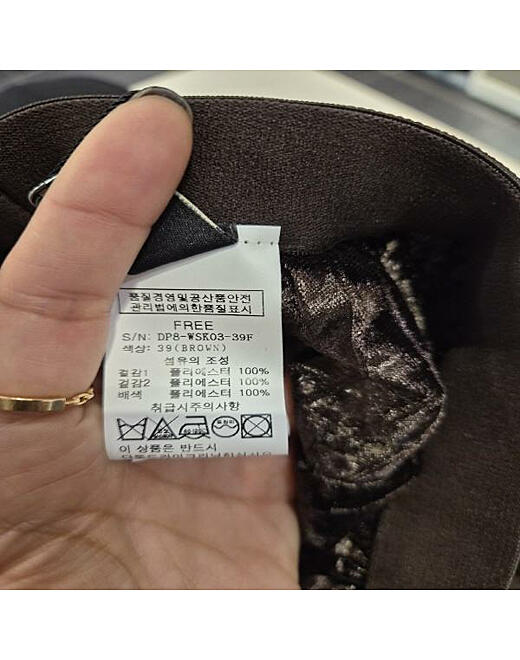 품질경영및공산품안전
관리법에의한품질표시
FREE
S/N: DP8-WSK03-39F
색상: 39(BROWN)
섬유의 조성
겉감1 폴리에스터 100%
겉감2 폴리에스터 100%
배색 폴리에스터 100%
취급시주의사항
이 상품은 반드시